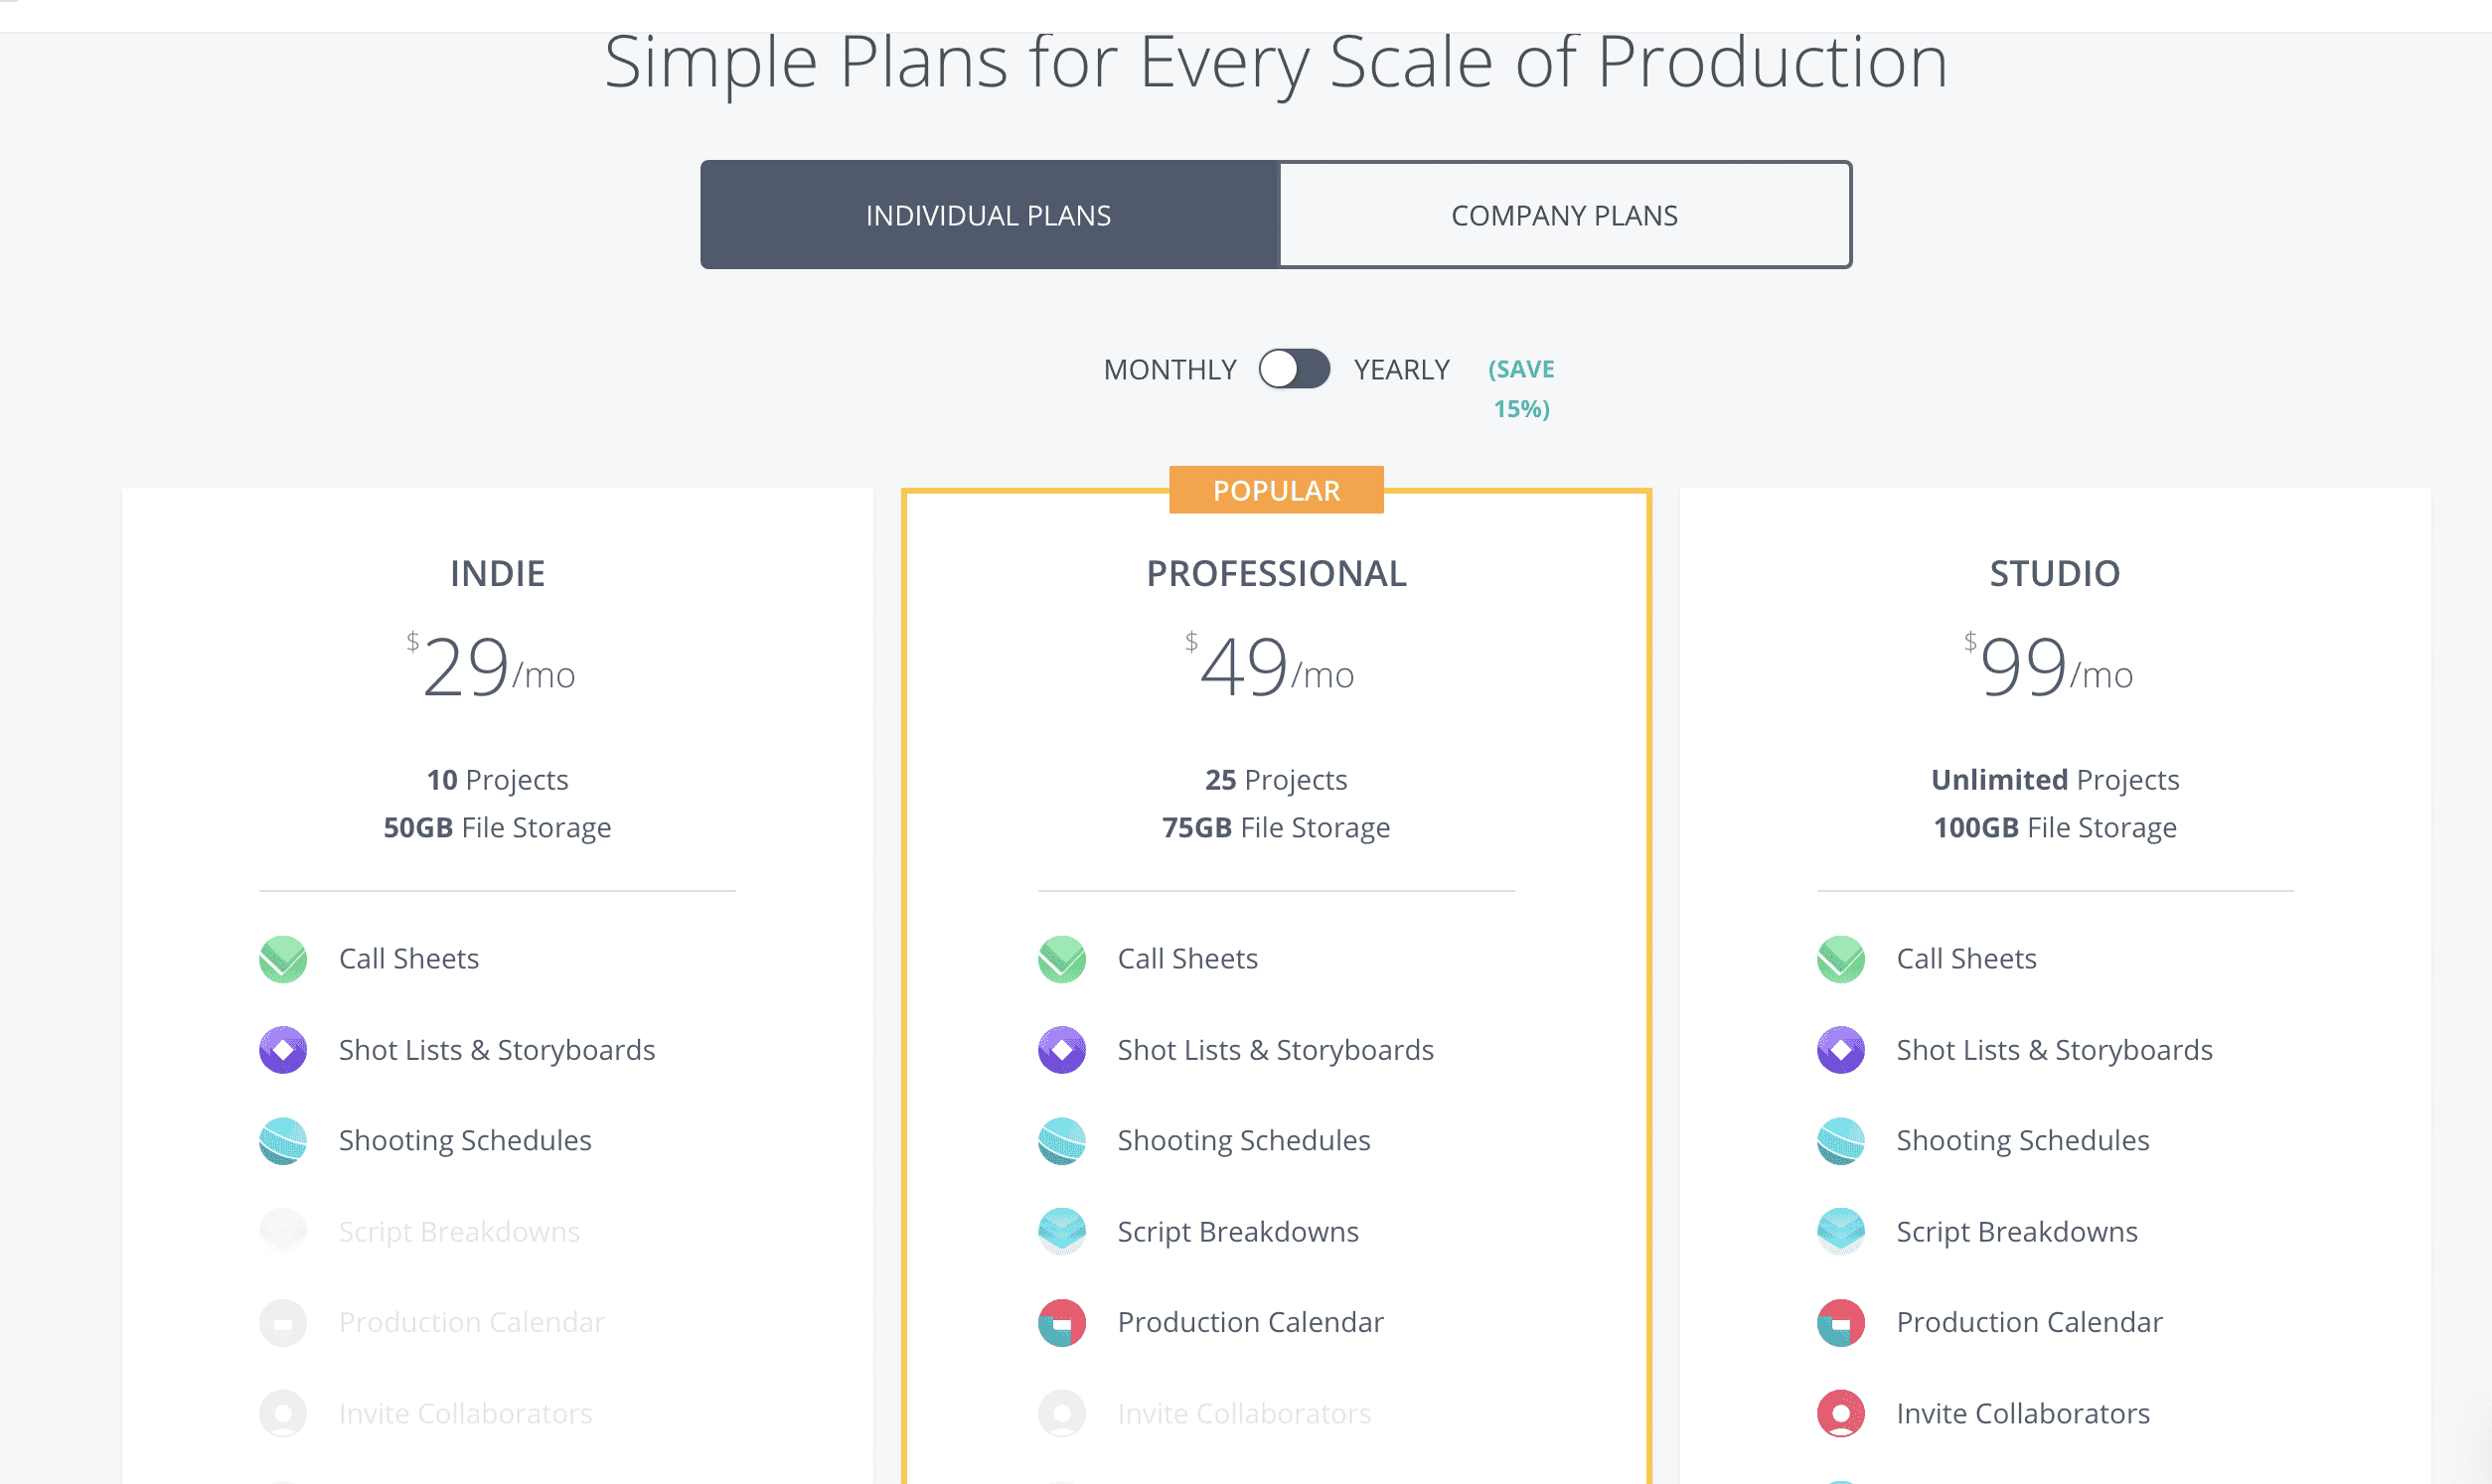 Simple Plans for Every Scale of Production
INDIVIDUAL PLANS
COMPANY PLANS
MONTHLY
YEARLY
(SAVE
15%)
INDIE
$29/mo
10 Projects
50GB File Storage
Call Sheets
Shot Lists & Storyboards
Shooting Schedules
Script Breakdowns
Production Calendar
Invite Collaborators
POPULAR
PROFESSIONAL
$49/mo
25 Projects
75GB File Storage
Call Sheets
Shot Lists & Storyboards
Shooting Schedules
Script Breakdowns
Production Calendar
Invite Collaborators
STUDIO
$99/mo
Unlimited Projects
100GB File Storage
Call Sheets
Shot Lists & Storyboards
Shooting Schedules
Script Breakdowns
Production Calendar
Invite Collaborators